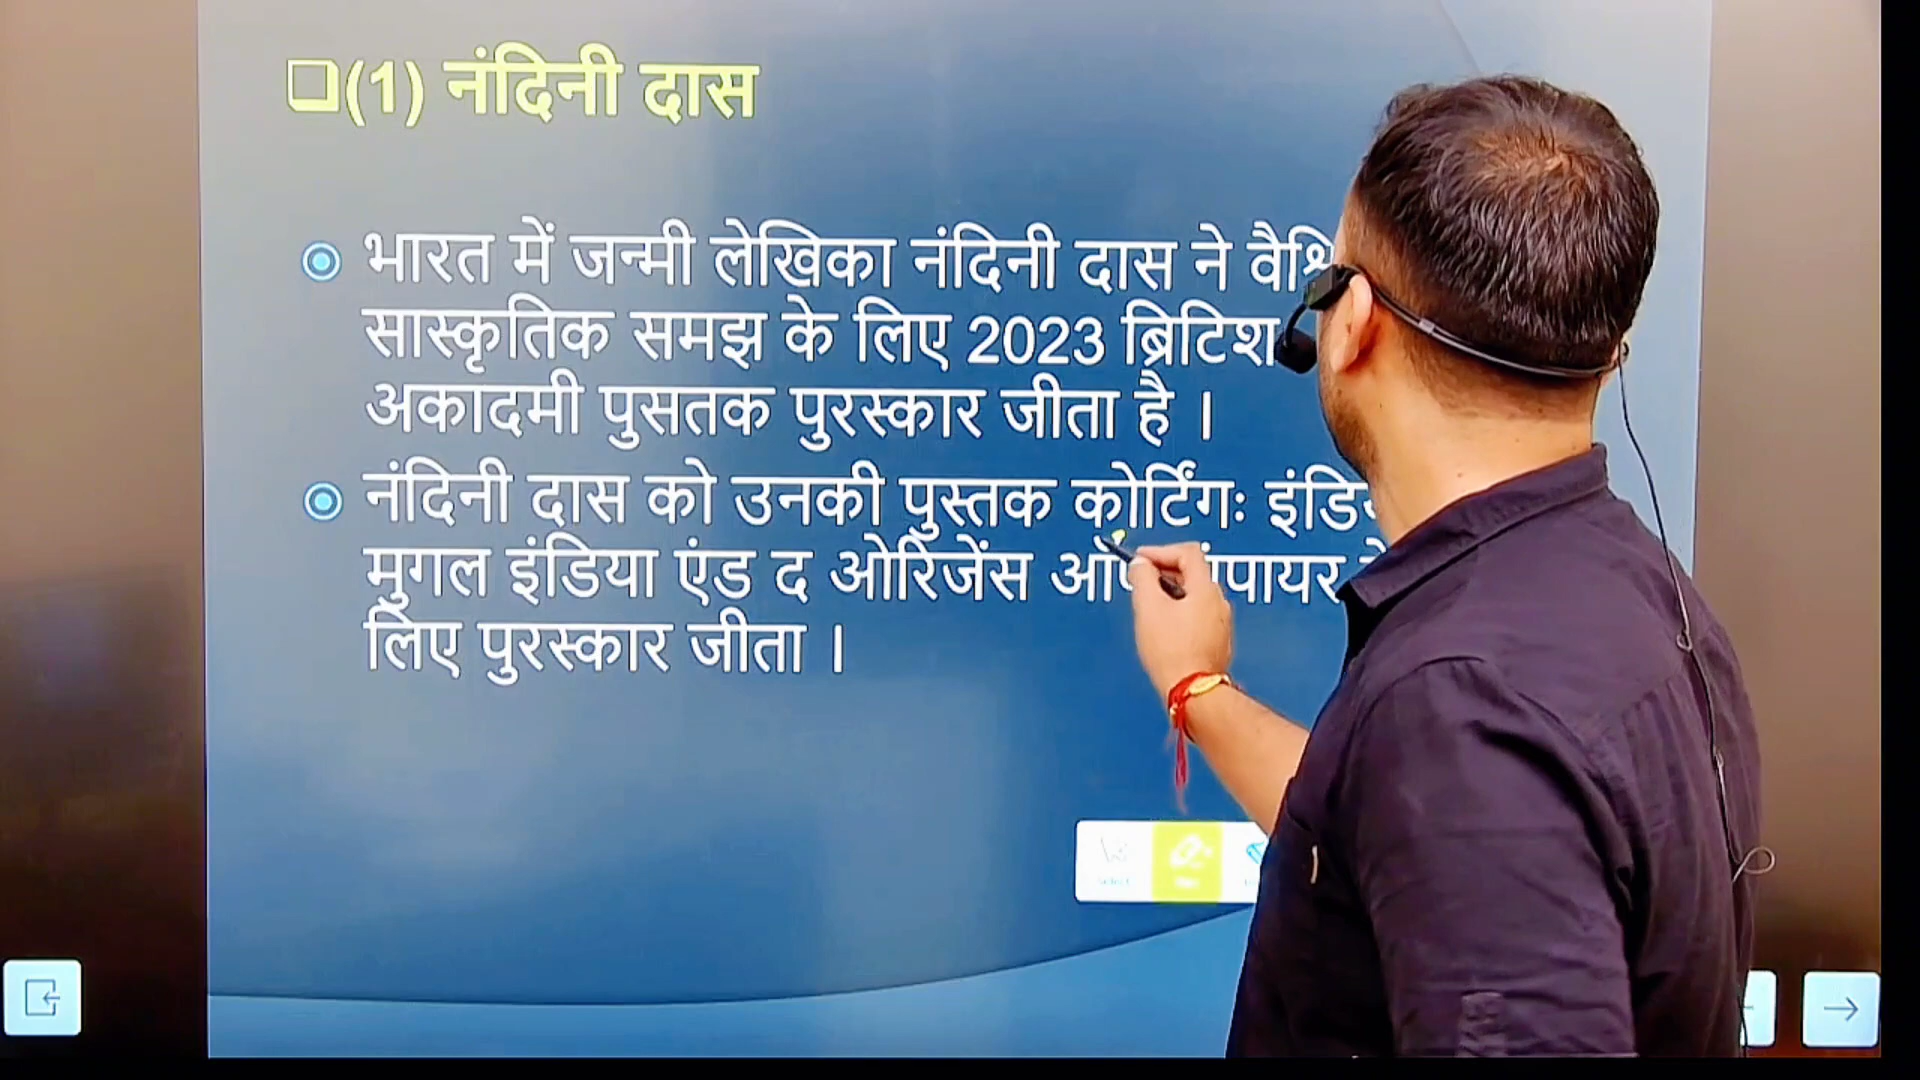 (1) नंदिनी दास
भारत में जन्मी लेखिका नंदिनी दास ने
सास्कृतिक समझ के लिए 2023 ब्रिटिश
अकादमी पुसतक पुरस्कार जीता है ।
नंदिनी दास को उनकी पुस्तक कोर्टिंगः
मुगल इंडिया एंड द ओरिजेंस
लिए पुरस्कार जीता ।